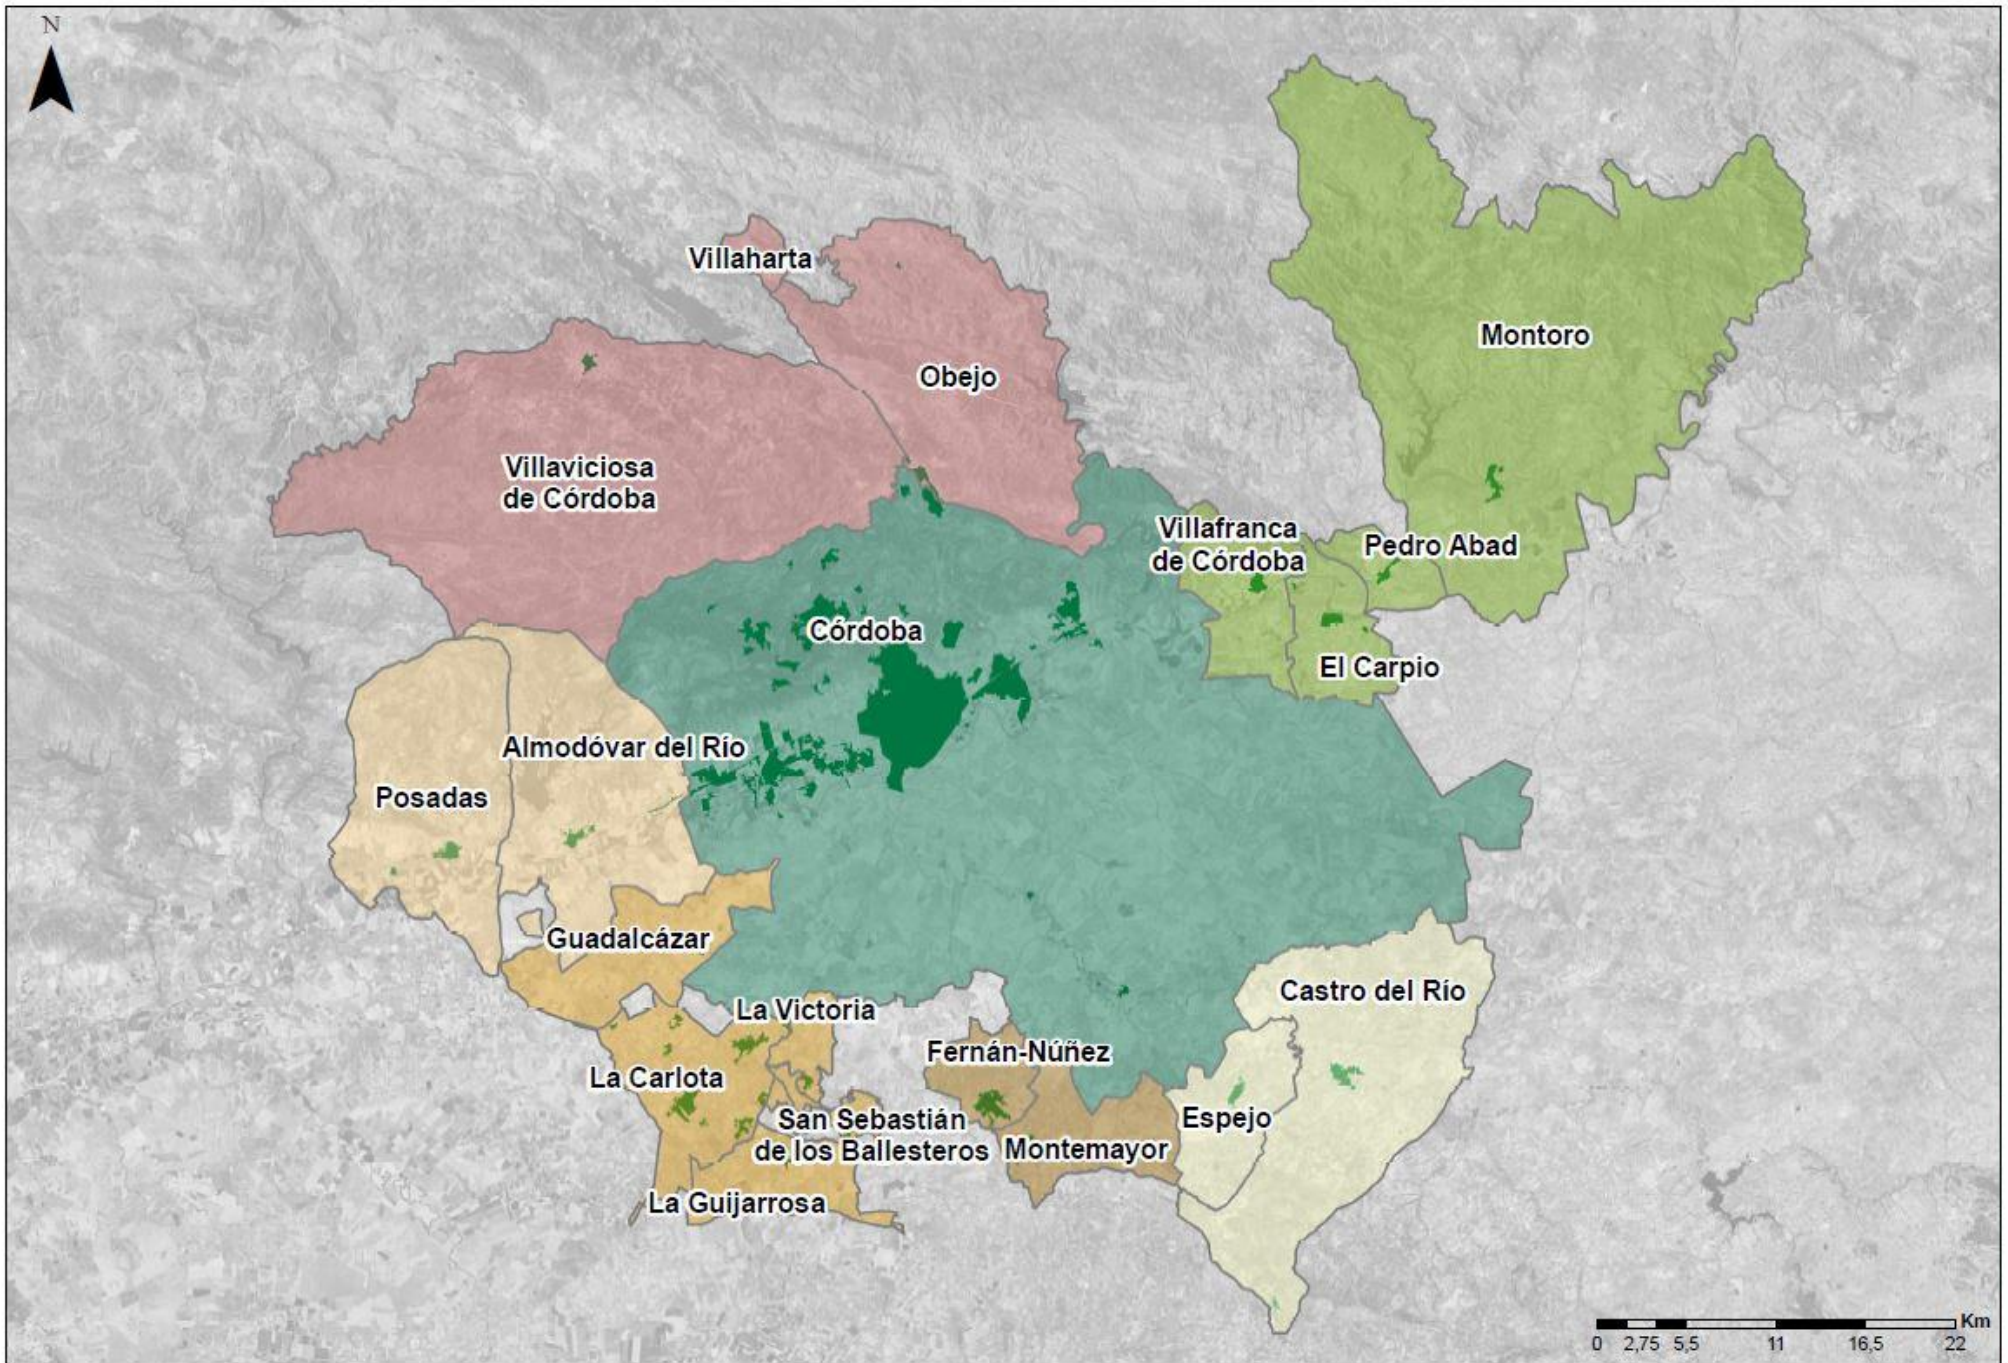 N
Villaharta
Montoro
Obejo
Villaviciosa
de Córdoba
Villafranca
de Córdoba
Pedro Abad
Córdoba
El Carpio
Almodóvar del Río
Posadas
Guadalcázar
Castro del Río
La Victoria
Fernán-Núñez
La Carlota
San Sebastián
de los Ballesteros
Espejo
Montemayor
La Guijarrosa
Km
0 2,75 5,5 11 16,5 22